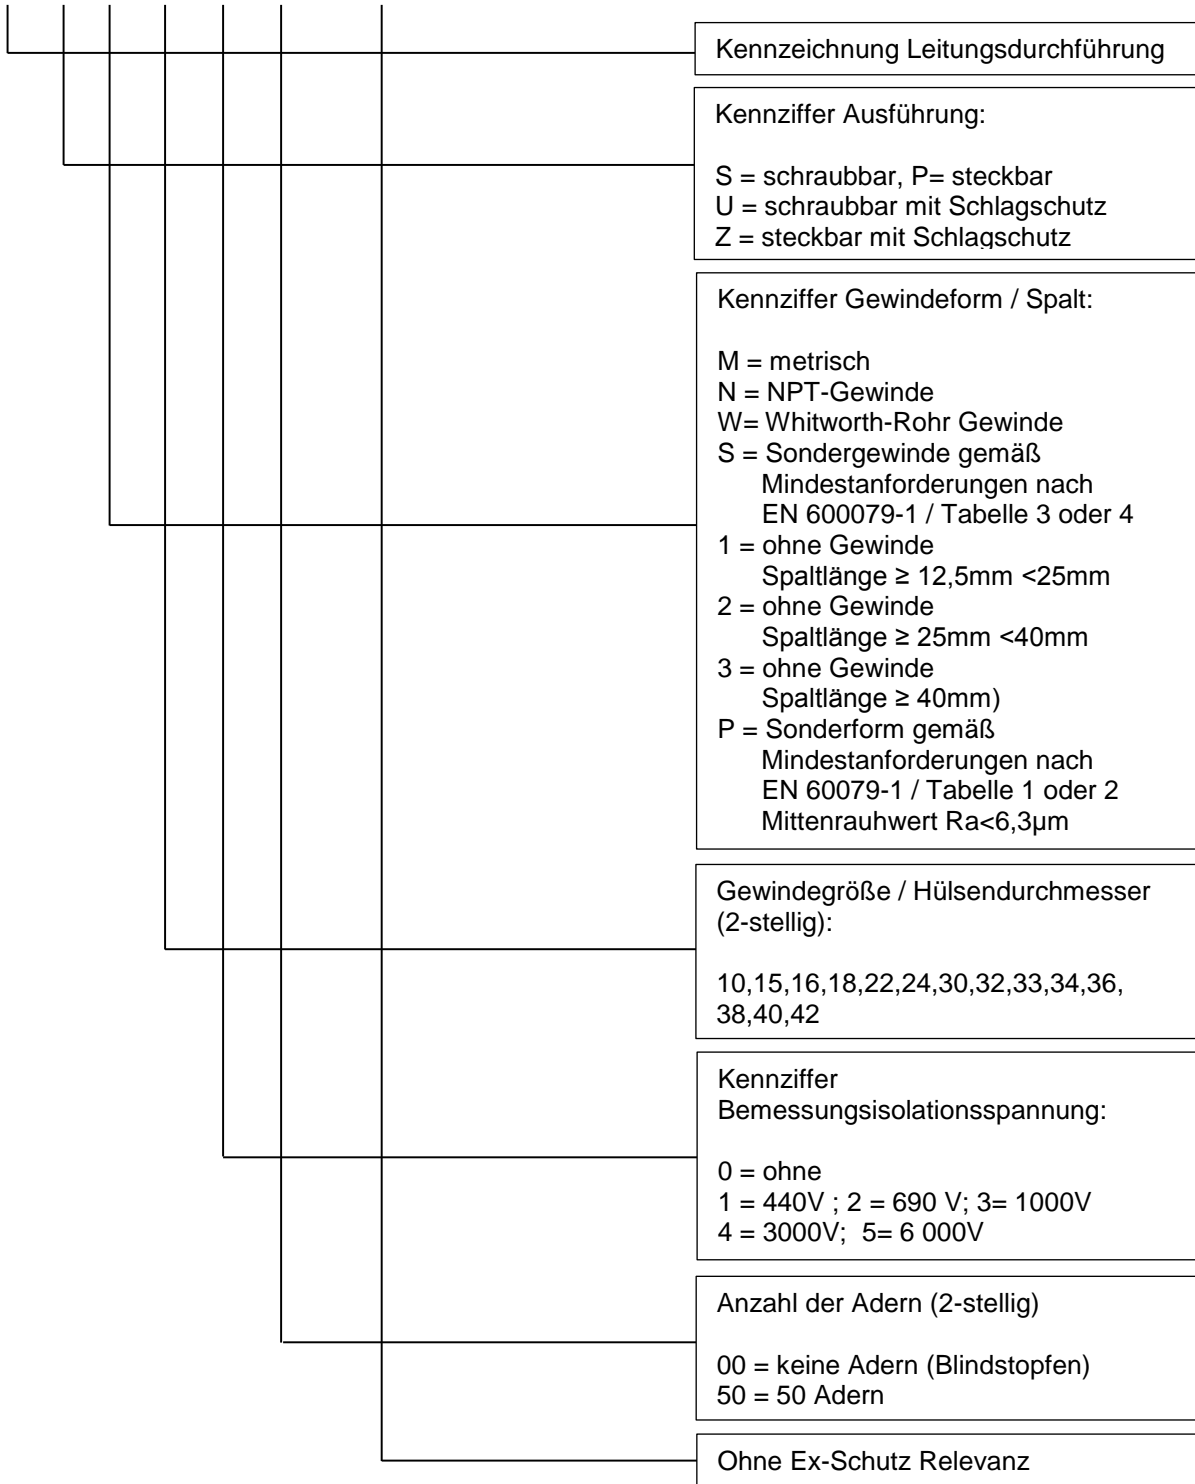 Kennzeichnung Leitungsdurchführung
Kennziffer Ausführung:
S = schraubbar, P= steckbar
U = schraubbar mit Schlagschutz
Z = steckbar mit Schlagschutz
Kennziffer Gewindeform / Spalt:
M = metrisch
N = NPT-Gewinde
W= Whitworth-Rohr Gewinde
S = Sondergewinde gemäß
Mindestanforderungen nach
EN 600079-1 / Tabelle 3 oder 4
1 = ohne Gewinde
Spaltlänge ≥ 12,5mm <25mm
2 = ohne Gewinde
Spaltlänge ≥ 25mm <40mm
3 = ohne Gewinde
Spaltlänge ≥ 40mm)
P = Sonderform gemäß
Mindestanforderungen nach
EN 60079-1 / Tabelle 1 oder 2
Mittenrauhwert Ra<6,3µm
Gewindegröße / Hülsendurchmesser
(2-stellig):
10,15,16,18,22,24,30,32,33,34,36,
38,40,42
Kennziffer
Bemessungsisolationsspannung:
0 = ohne
1 = 440V ; 2 = 690 V; 3= 1000V
4 = 3000V;  5= 6 000V
Anzahl der Adern (2-stellig)
00 = keine Adern (Blindstopfen)
50 = 50 Adern
Ohne Ex-Schutz Relevanz